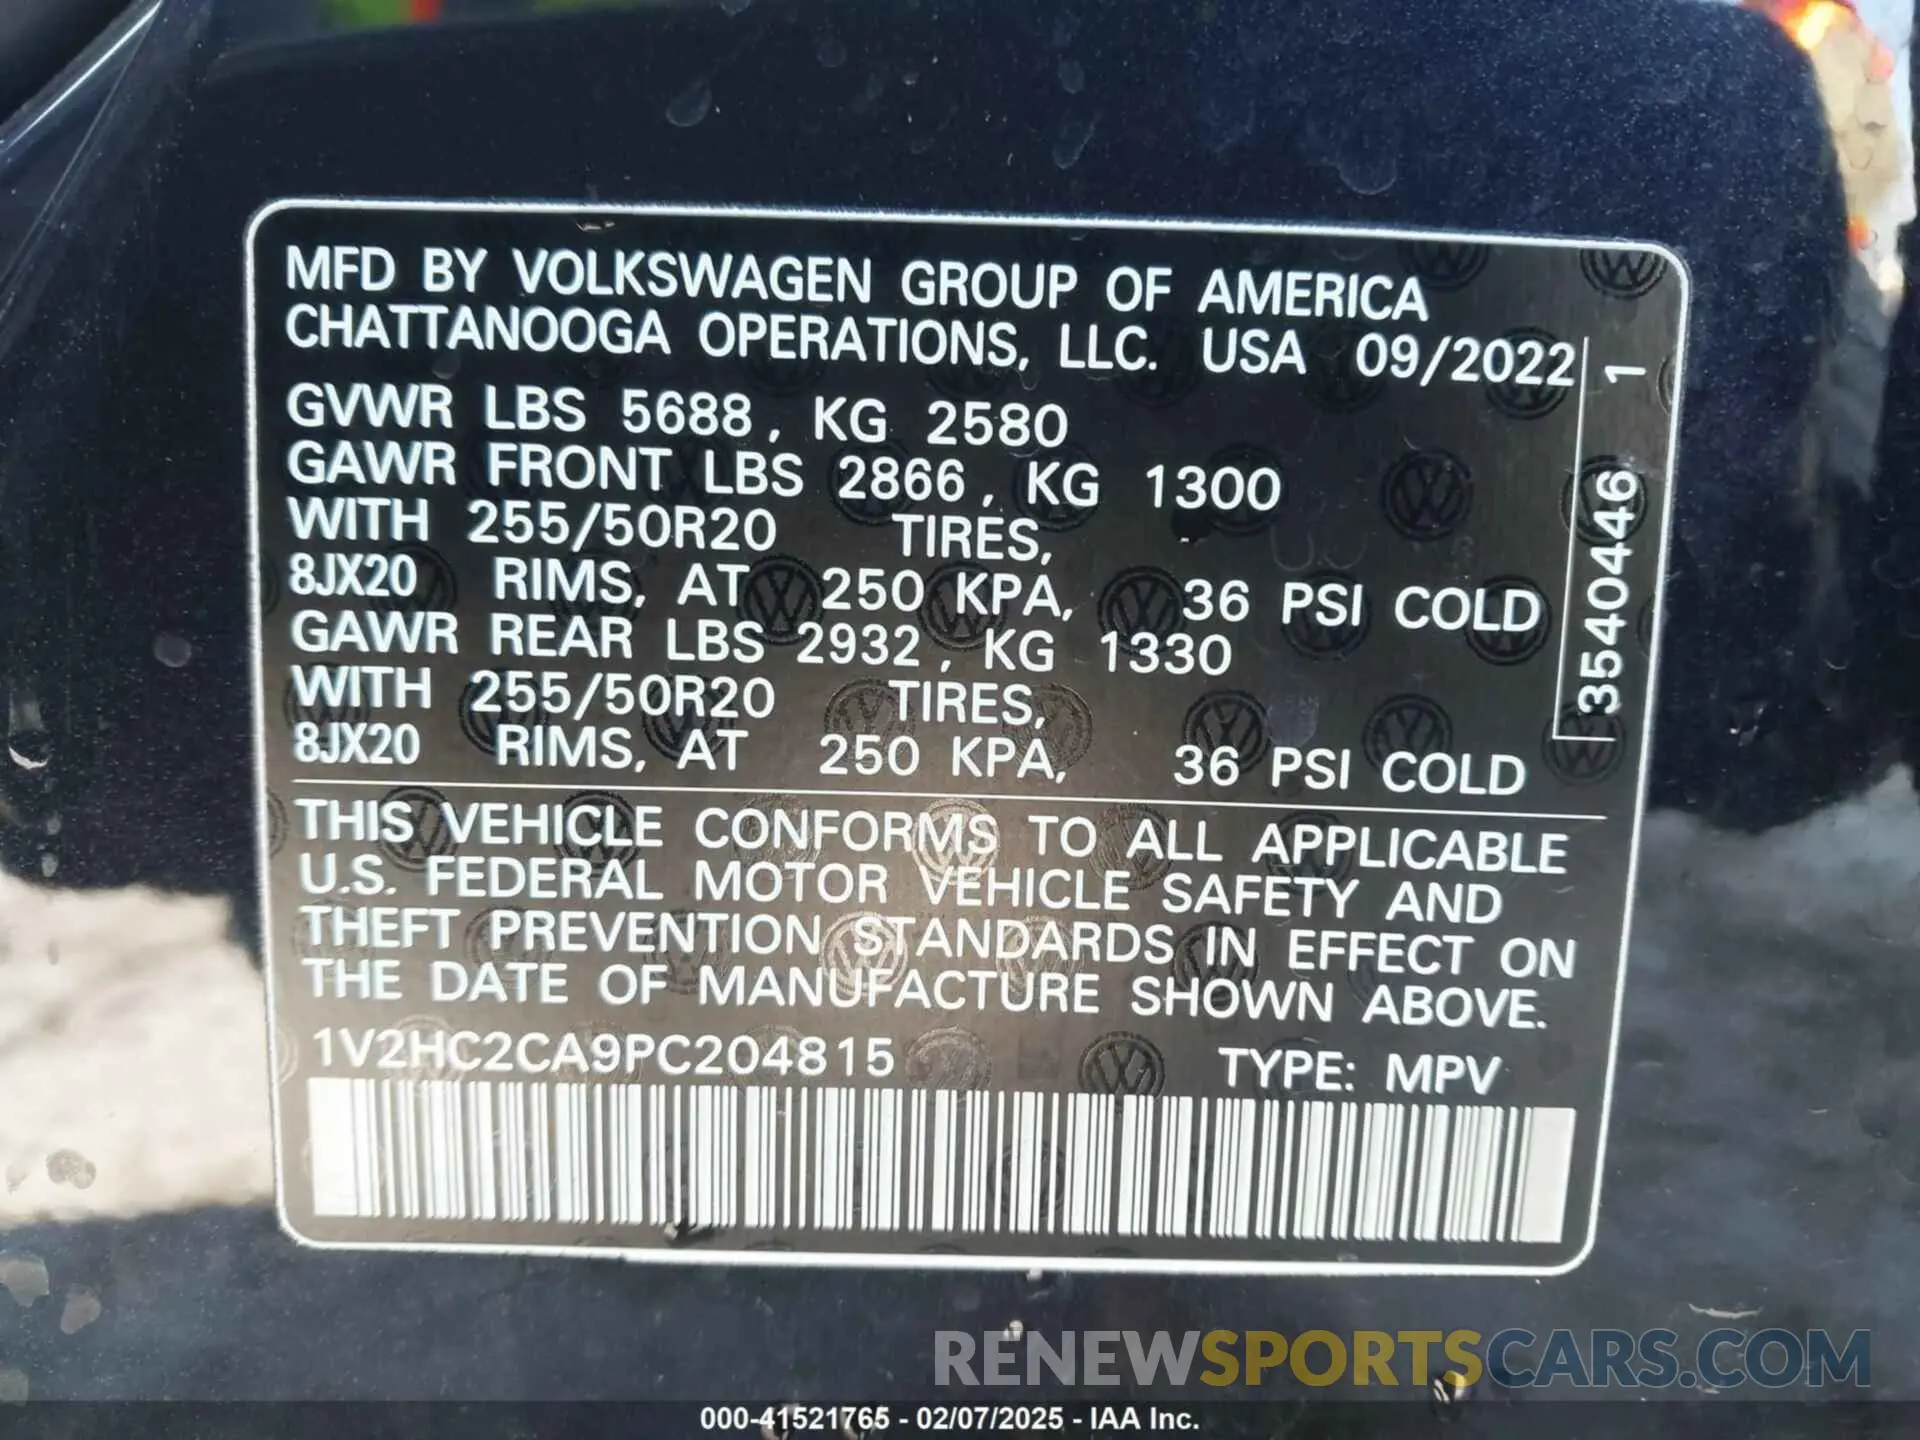 MFD BY VOLKSWAGEN GROUP OF AMERICA
CHATTANOOGA OPERATIONS, LLC. USA 09/2022
GVWR LBS 5688, KG 2580
GAWR FRONT LBS 2866, KG 1300
WITH 255/50R20 TIRES,
8JX20 RIMS, AT 250 KPA, 36 PSI COLD
GAWR REAR LBS 2932, KG 1330
WITH 255/50R20 TIRES,
8JX20 RIMS, AT 250 KPA, 36 PSI COLD
3540446 1
THIS VEHICLE CONFORMS TO ALL APPLICABLE
U.S. FEDERAL MOTOR VEHICLE SAFETY AND
THEFT PREVENTION STANDARDS IN EFFECT ON
THE DATE OF MANUFACTURE SHOWN ABOVE.
1V2HC2CA9PC204815 TYPE: MPV
RENEWSPORTSCARS.COM
000-41521765 - 02/07/2025 - IAA Inc.